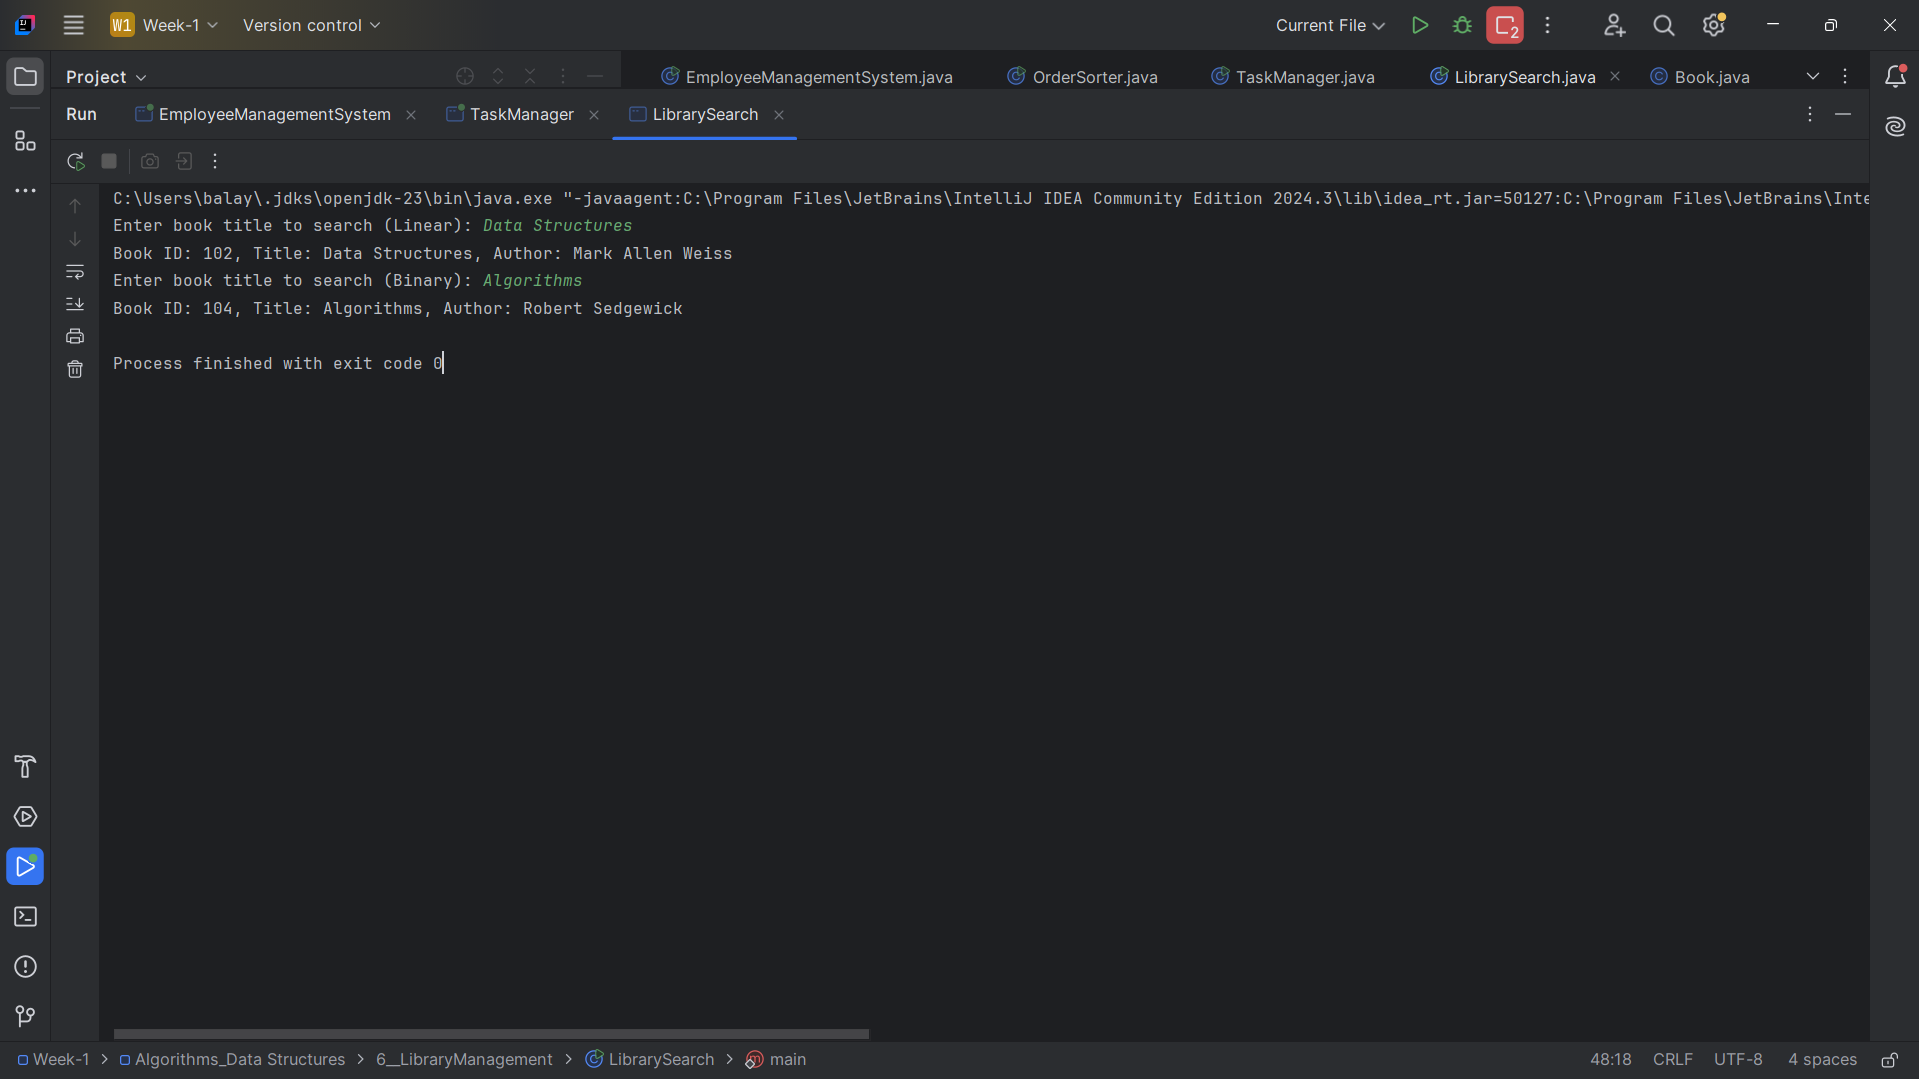 W1 Week-1 Version control Current File 2
Project EmployeeManagementSystem.java OrderSorter.java TaskManager.java LibrarySearch.java Book.java
Run EmployeeManagementSystem TaskManager LibrarySearch
C:\Users\balay\.jdks\openjdk-23\bin\java.exe "-javaagent:C:\Program Files\JetBrains\IntelliJ IDEA Community Edition 2024.3\lib\idea_rt.jar=50127:C:\Program Files\JetBrains\Inte
Enter book title to search (Linear): Data Structures
Book ID: 102, Title: Data Structures, Author: Mark Allen Weiss
Enter book title to search (Binary): Algorithms
Book ID: 104, Title: Algorithms, Author: Robert Sedgewick
Process finished with exit code 0
Week-1 > Algorithms_Data Structures > 6__LibraryManagement > LibrarySearch > main 48:18 CRLF UTF-8 4 spaces